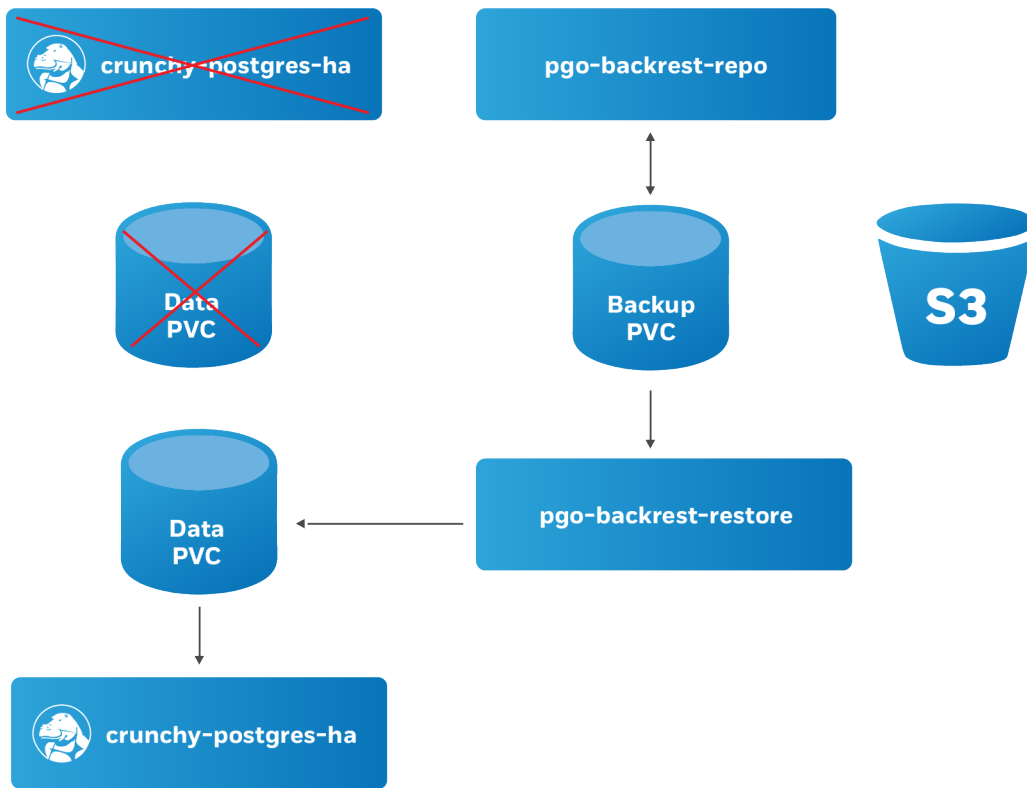 crunchy-postgres-ha
pgo-backrest-repo
Data
PVC
Backup
PVC
S3
Data
PVC
pgo-backrest-restore
crunchy-postgres-ha